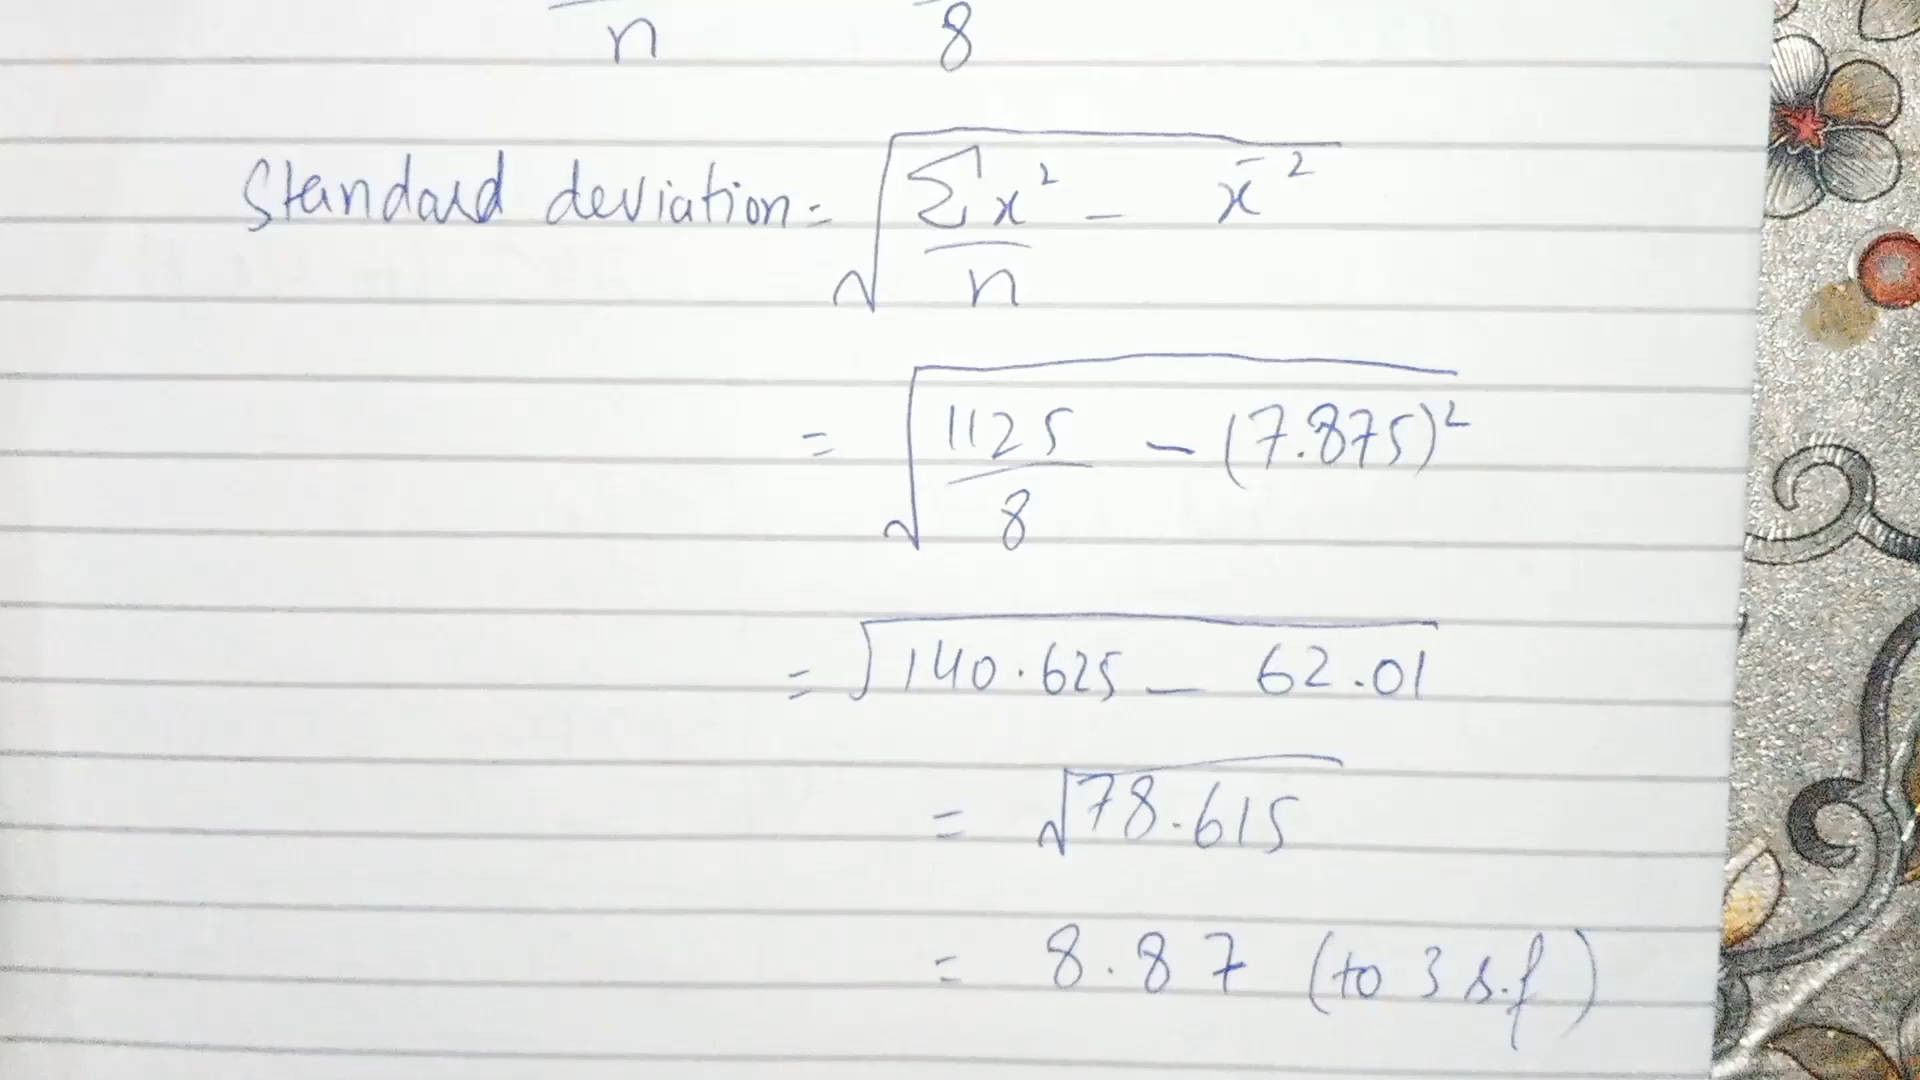 n 8
Standard deviation = √ Σx² - x̄²
n
= √ 1125 - (7.875)²
8
= √140.625 - 62.01
= √78.615
= 8.87 (to 3 s.f)